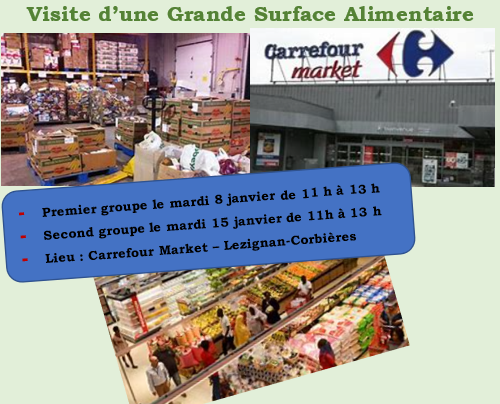 Visite d'une Grande Surface Alimentaire
Carrefour
market
- Premier groupe le mardi 8 janvier de 11 h à 13 h
- Second groupe le mardi 15 janvier de 11h à 13 h
- Lieu : Carrefour Market – Lezignan-Corbières